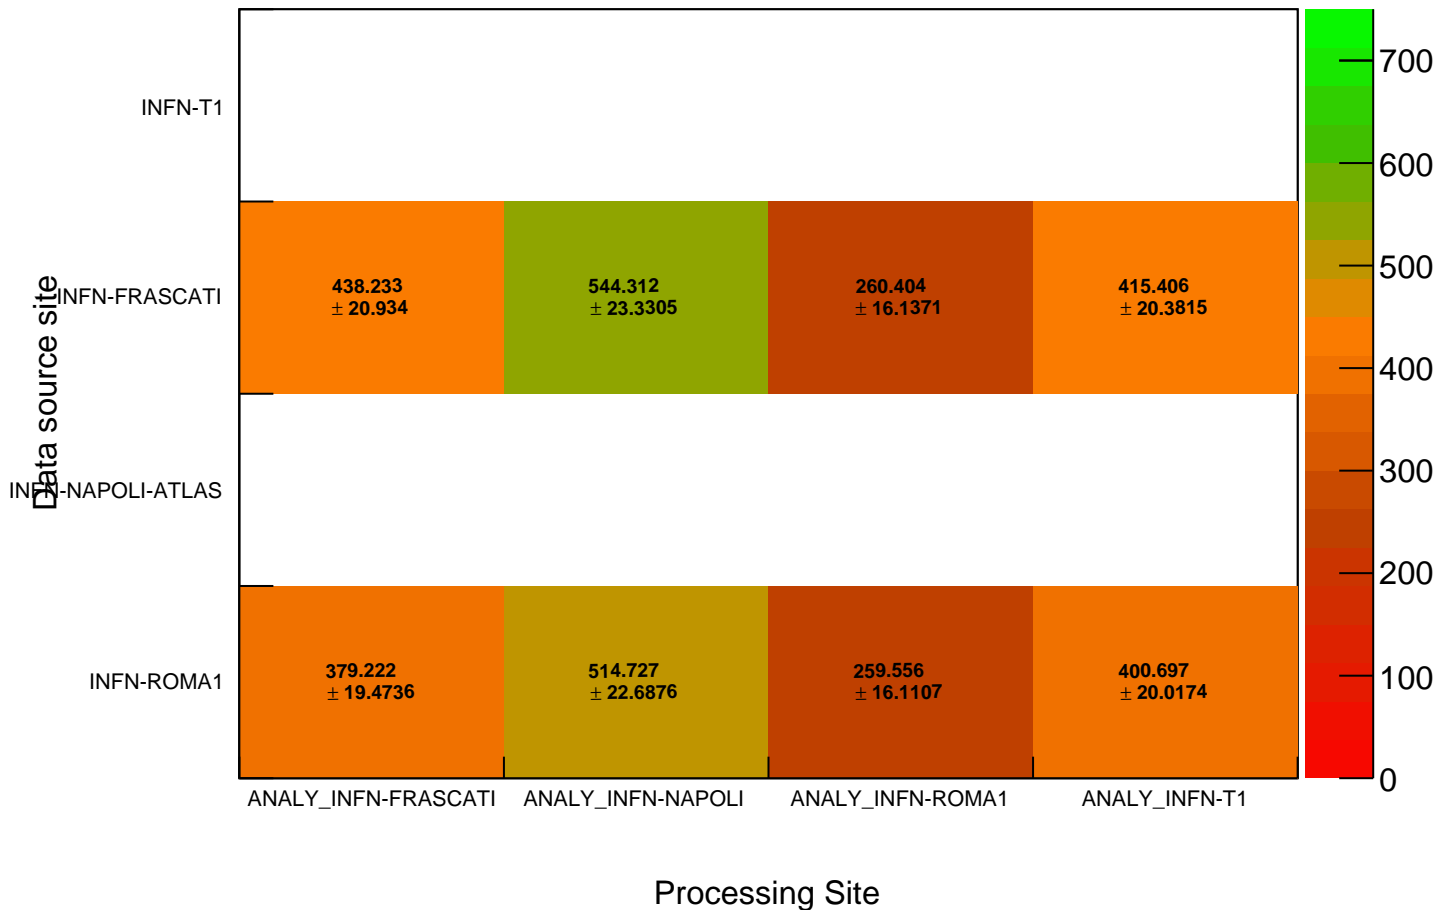 INFN-T1
INFN-FRASCATI
INFN-NAPOLI-ATLAS
INFN-ROMA1
Data source site
438.233
± 20.934
544.312
± 23.3305
260.404
± 16.1371
415.406
± 20.3815
379.222
± 19.4736
514.727
± 22.6876
259.556
± 16.1107
400.697
± 20.0174
ANALY_INFN-FRASCATI
ANALY_INFN-NAPOLI
ANALY_INFN-ROMA1
ANALY_INFN-T1
Processing Site
700
600
500
400
300
200
100
0